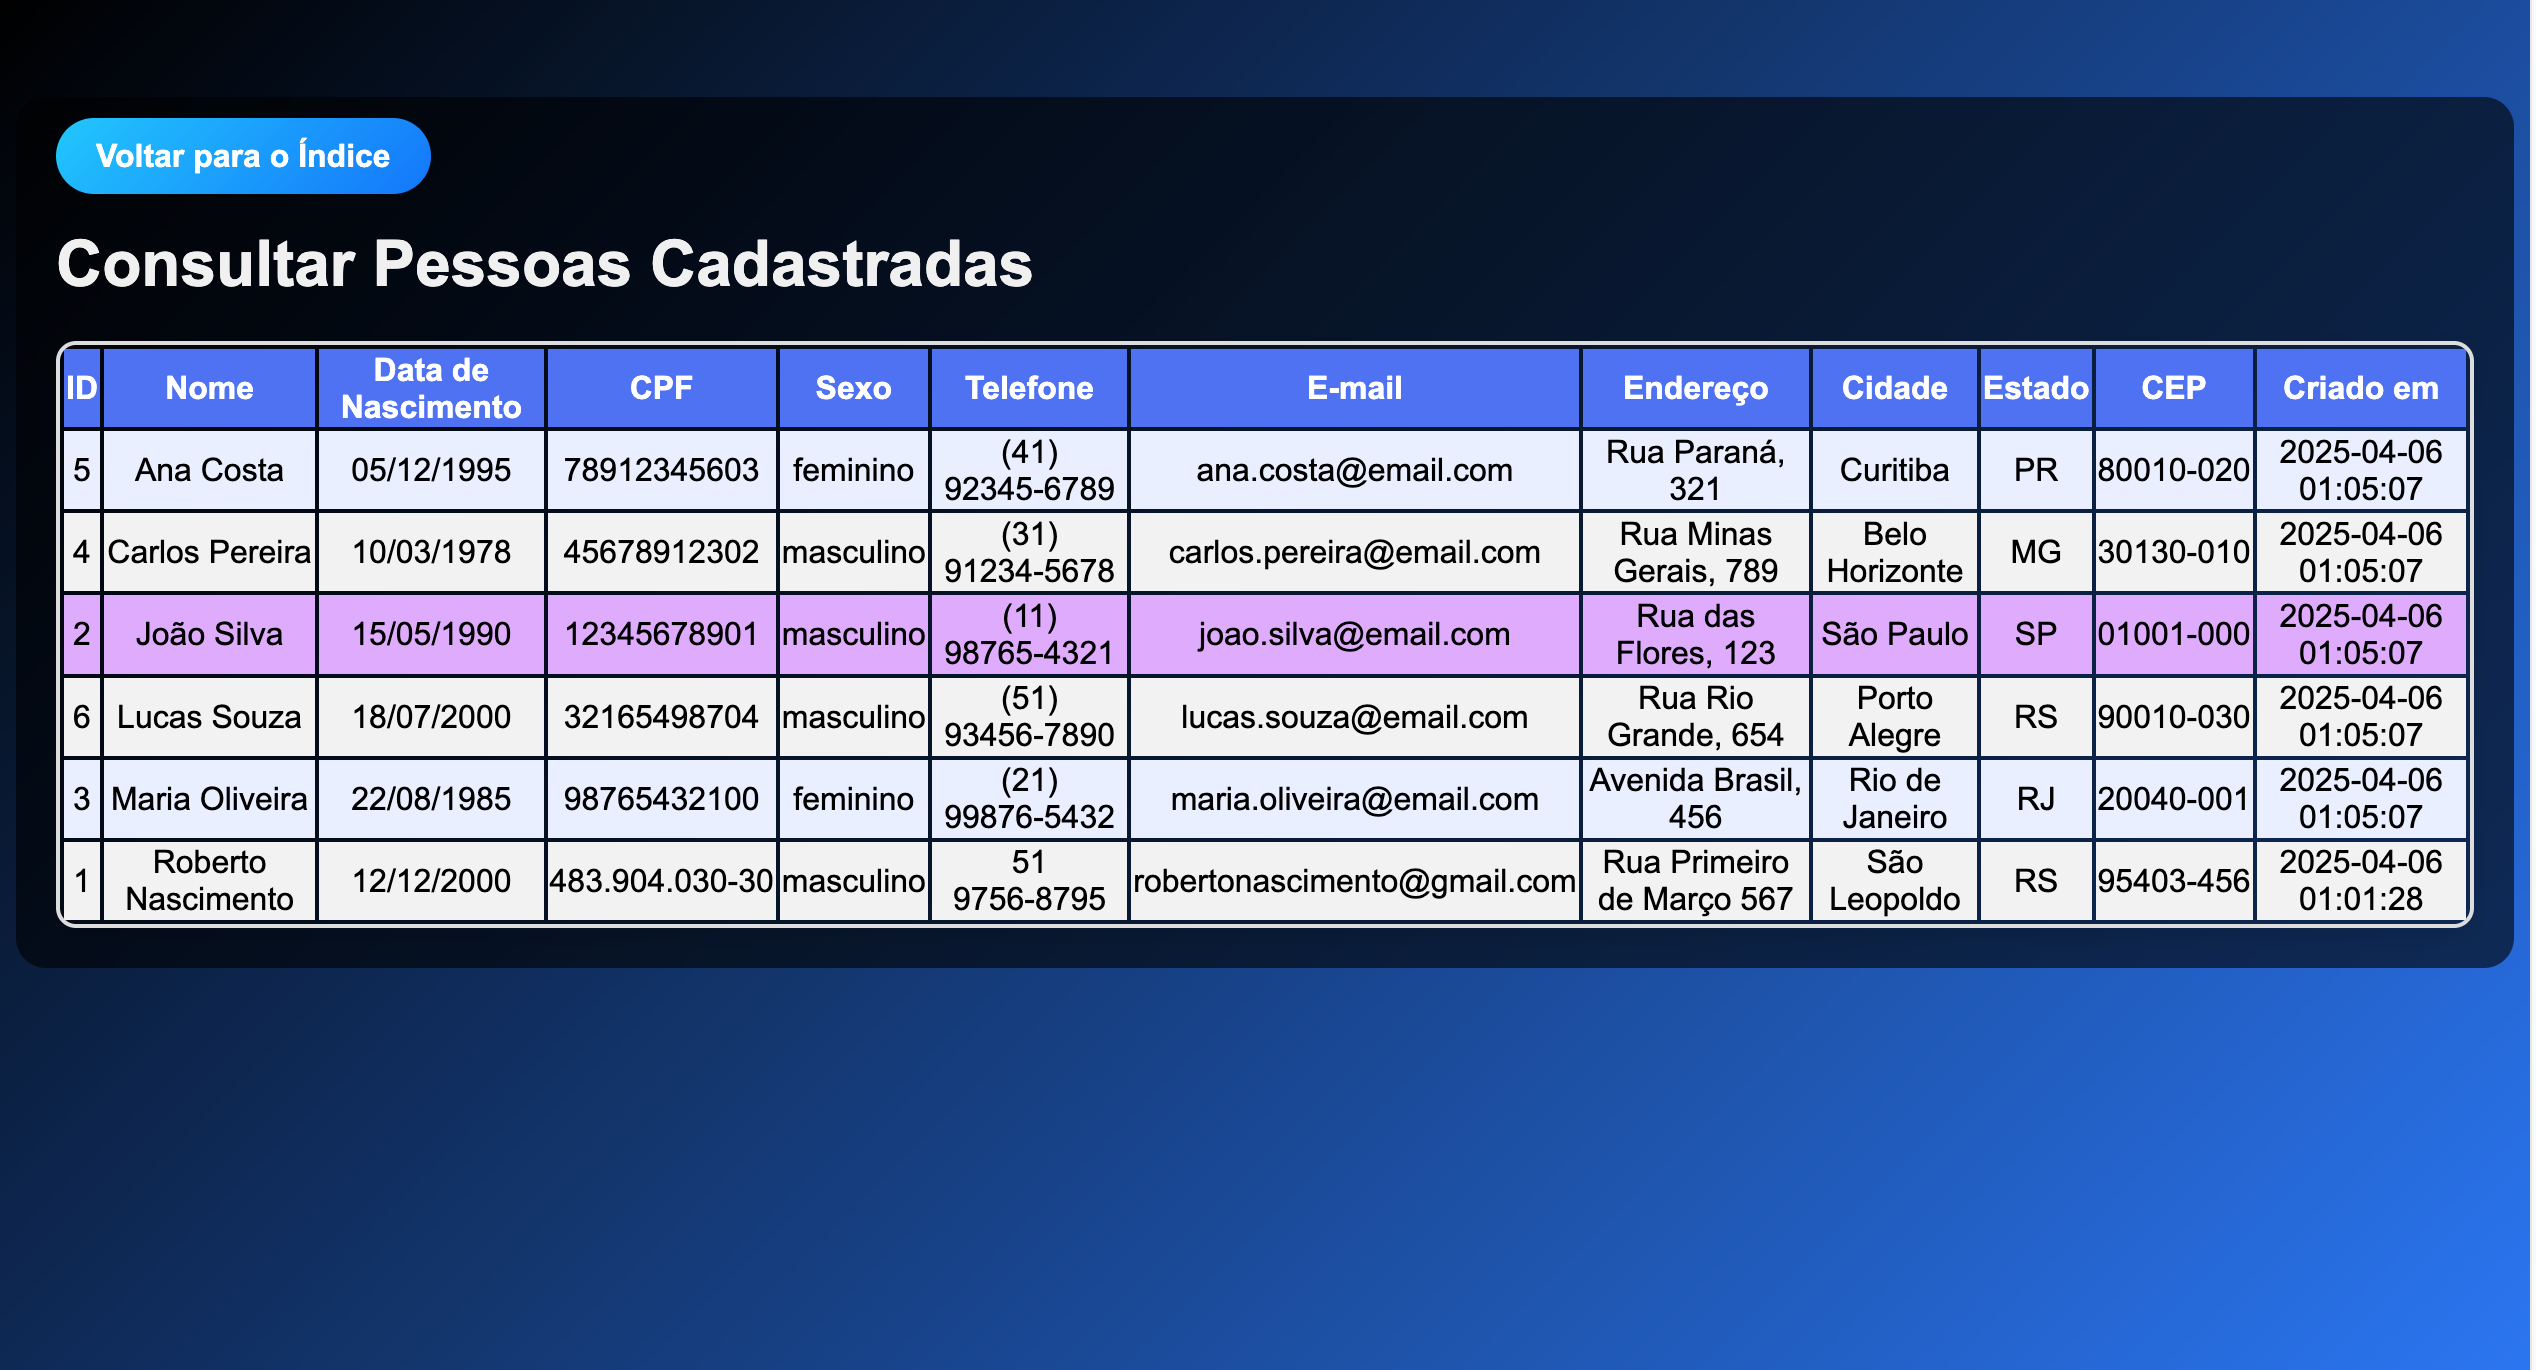 Voltar para o Índice
Consultar Pessoas Cadastradas
ID Nome Data de Nascimento CPF Sexo Telefone E-mail Endereço Cidade Estado CEP Criado em
5 Ana Costa 05/12/1995 78912345603 feminino (41) 92345-6789 ana.costa@email.com Rua Paraná, 321 Curitiba PR 80010-020 2025-04-06 01:05:07
4 Carlos Pereira 10/03/1978 45678912302 masculino (31) 91234-5678 carlos.pereira@email.com Rua Minas Gerais, 789 Belo Horizonte MG 30130-010 2025-04-06 01:05:07
2 João Silva 15/05/1990 12345678901 masculino (11) 98765-4321 joao.silva@email.com Rua das Flores, 123 São Paulo SP 01001-000 2025-04-06 01:05:07
6 Lucas Souza 18/07/2000 32165498704 masculino (51) 93456-7890 lucas.souza@email.com Rua Rio Grande, 654 Porto Alegre RS 90010-030 2025-04-06 01:05:07
3 Maria Oliveira 22/08/1985 98765432100 feminino (21) 99876-5432 maria.oliveira@email.com Avenida Brasil, 456 Rio de Janeiro RJ 20040-001 2025-04-06 01:05:07
1 Roberto Nascimento 12/12/2000 483.904.030-30 masculino 51 9756-8795 robertonascimento@gmail.com Rua Primeiro de Março 567 São Leopoldo RS 95403-456 2025-04-06 01:01:28